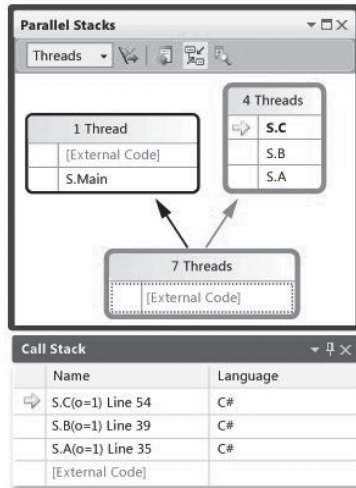 Parallel Stacks
Threads
1 Thread
[External Code]
S.Main
4 Threads
S.C
S.B
S.A
7 Threads
[External Code]
Call Stack
Name Language
S.C(o=1) Line 54 C#
S.B(o=1) Line 39 C#
S.A(o=1) Line 35 C#
[External Code]